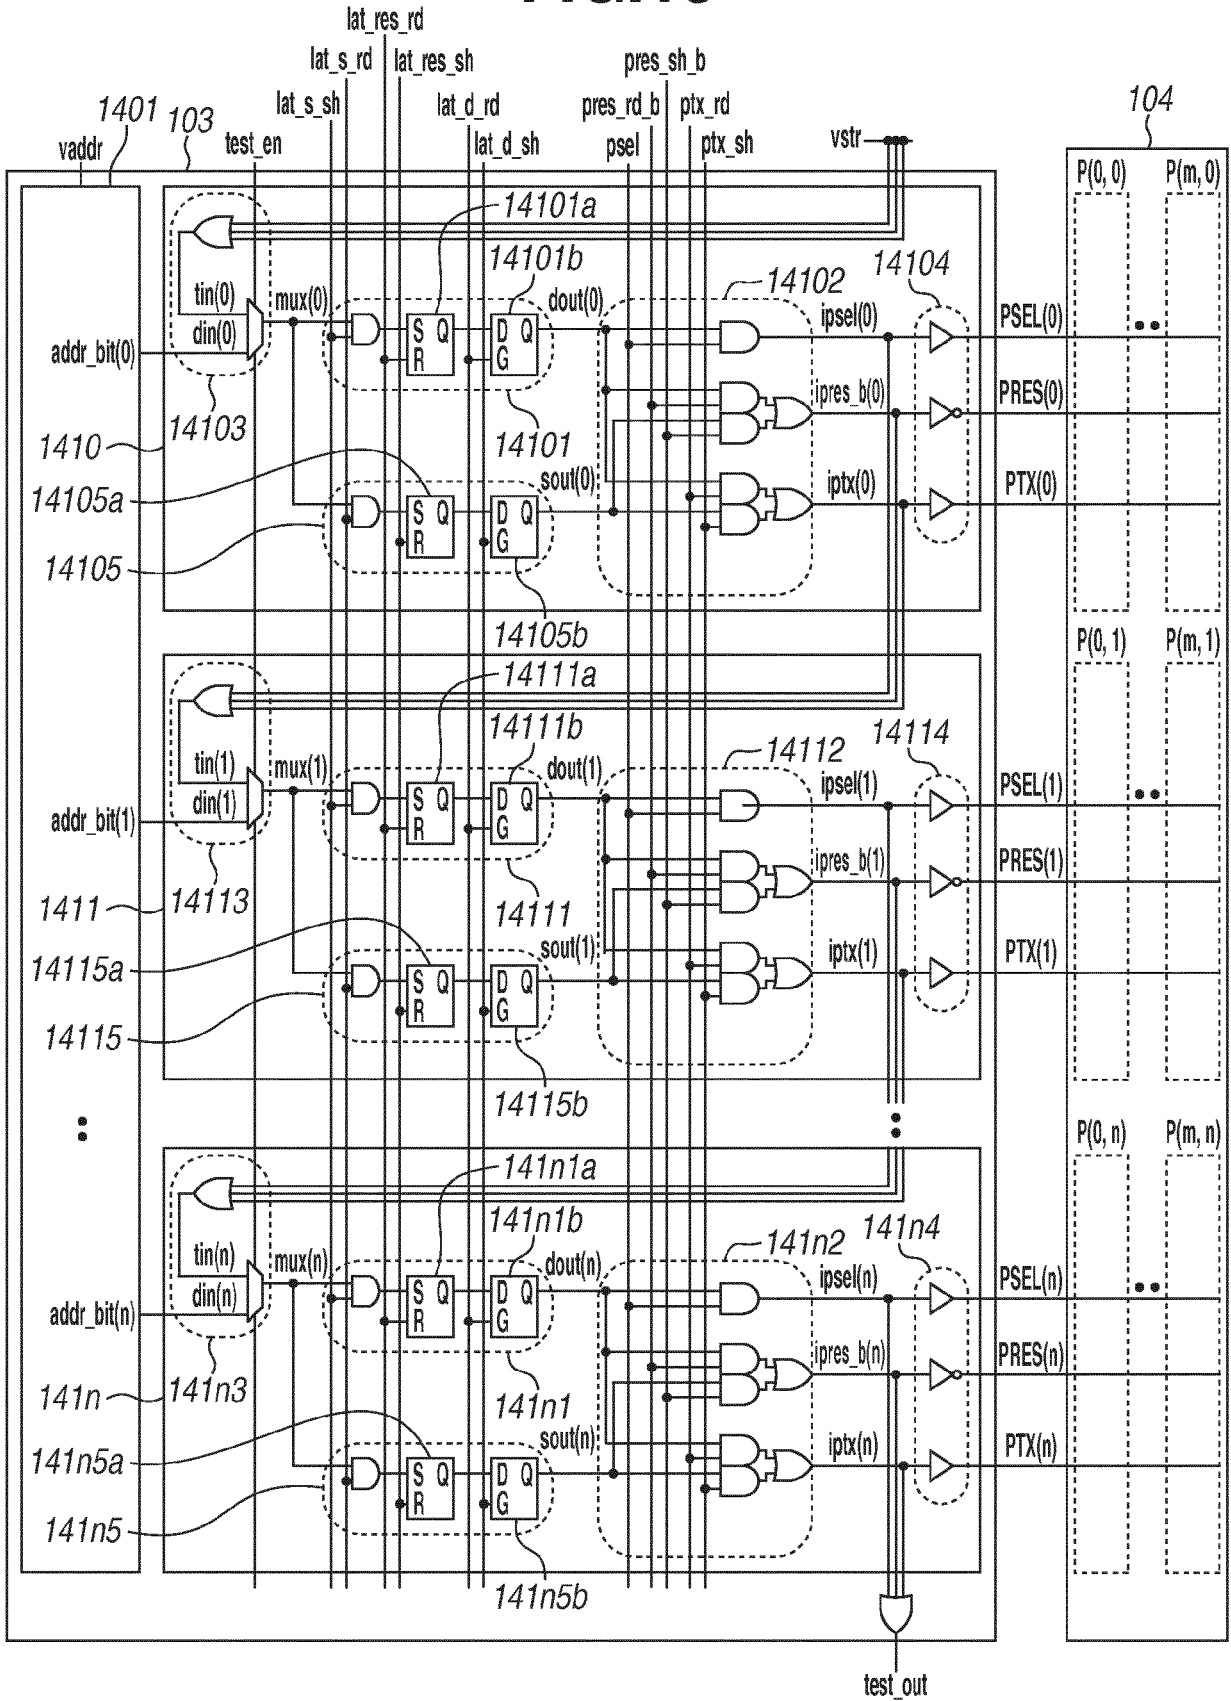 lat_res_rd
lat_s_rd
lat_res_sh
pres_sh_b
lat_s_sh
lat_d_rd
pres_rd_b
ptx_rd
1401
103
104
vaddr
test_en
lat_d_sh
psel
ptx_sh
vstr
P(0, 0)
P(m, 0)
14101a
14101b
14102
14104
tin(0)
mux(0)
dout(0)
ipsel(0)
PSEL(0)
din(0)
S Q
D Q
addr_bit(0)
R
G
ipres_b(0)
PRES(0)
14103
14101
1410
14105a
sout(0)
iptx(0)
PTX(0)
S Q
D Q
R
G
14105
14105b
P(0, 1)
P(m, 1)
14111a
14111b
14112
14114
tin(1)
mux(1)
dout(1)
ipsel(1)
PSEL(1)
din(1)
S Q
D Q
addr_bit(1)
R
G
ipres_b(1)
PRES(1)
1411
14113
14111
14115a
sout(1)
iptx(1)
PTX(1)
S Q
D Q
R
G
14115
14115b
P(0, n)
P(m, n)
141n1a
141n1b
141n2
141n4
tin(n)
mux(n)
dout(n)
ipsel(n)
PSEL(n)
din(n)
S Q
D Q
addr_bit(n)
R
G
ipres_b(n)
PRES(n)
141n
141n3
141n1
141n5a
sout(n)
iptx(n)
PTX(n)
S Q
D Q
R
G
141n5
141n5b
test_out